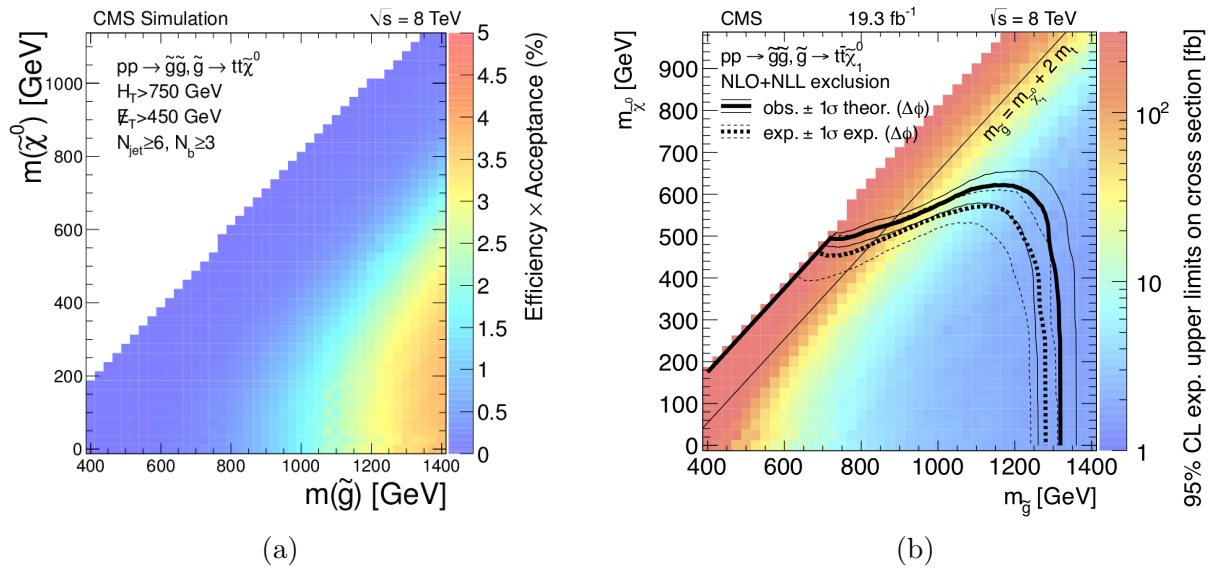 CMS Simulation √s = 8 TeV
pp → g̃g̃, g̃ → tt̄χ̃⁰
H_T>750 GeV
E̸_T>450 GeV
N_jet≥6, N_b≥3
m(χ̃⁰) [GeV]
1000
800
600
400
200
0
400 600 800 1000 1200 1400
m(g̃) [GeV]
5
4.5
4
3.5
3
2.5
2
1.5
1
0.5
0
Efficiency × Acceptance (%)
(a)
CMS 19.3 fb⁻¹ √s = 8 TeV
pp → g̃g̃, g̃ → tt̄χ̃⁰₁
NLO+NLL exclusion
obs. ± 1σ theor. (Δϕ)
exp. ± 1σ exp. (Δϕ)
m_g̃ = m_χ̃⁰₁ + 2 m_t
m_χ̃⁰ [GeV]
900
800
700
600
500
400
300
200
100
0
400 600 800 1000 1200 1400
m_g̃ [GeV]
10²
10
1
95% CL exp. upper limits on cross section [fb]
(b)